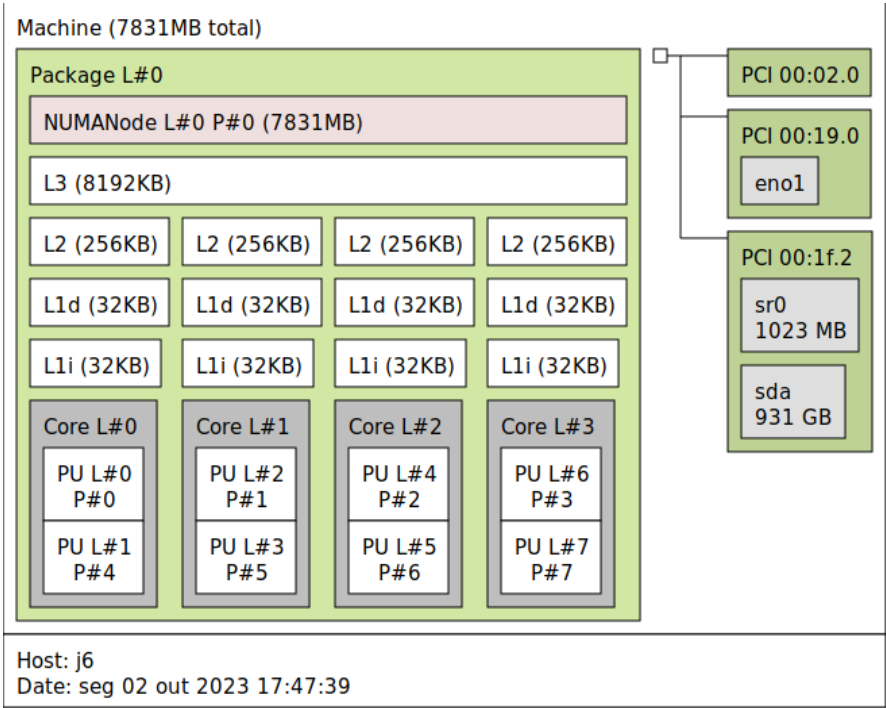 Machine (7831MB total)
Package L#0
NUMANode L#0 P#0 (7831MB)
L3 (8192KB)
L2 (256KB) L2 (256KB) L2 (256KB) L2 (256KB)
L1d (32KB) L1d (32KB) L1d (32KB) L1d (32KB)
L1i (32KB) L1i (32KB) L1i (32KB) L1i (32KB)
Core L#0 Core L#1 Core L#2 Core L#3
PU L#0 PU L#2 PU L#4 PU L#6
P#0 P#1 P#2 P#3
PU L#1 PU L#3 PU L#5 PU L#7
P#4 P#5 P#6 P#7
PCI 00:02.0
PCI 00:19.0
eno1
PCI 00:1f.2
sr0
1023 MB
sda
931 GB
Host: j6
Date: seg 02 out 2023 17:47:39